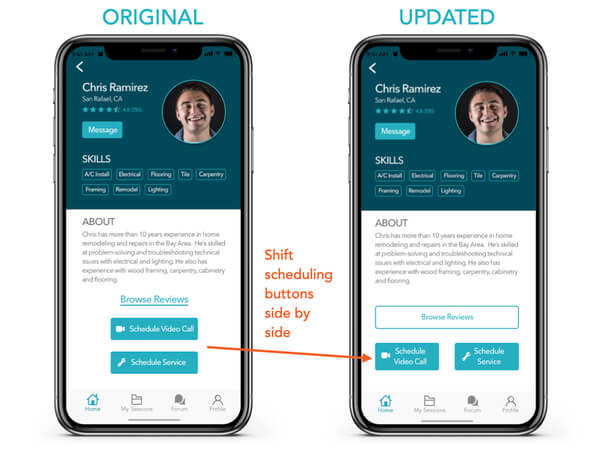 ORIGINAL
Chris Ramirez
San Rafael, CA
Message
SKILLS
A/C Install Electrical Flooring Tile Carpentry
Framing Remodel Lighting
ABOUT
Chris has more than 10 years experience in home
remodeling and repairs in the Bay Area. He's skilled
at problem-solving and troubleshooting technical
issues with electrical and lighting. He also has
experience with wood framing, carpentry, cabinetry
and flooring.
Browse Reviews
Schedule Video Call
Schedule Service
Home My Sessions Forum Profile
Shift
scheduling
buttons
side by
side
UPDATED
Chris Ramirez
San Rafael, CA
Message
SKILLS
A/C Install Electrical Flooring Tile Carpentry
Framing Remodel Lighting
ABOUT
Chris has more than 10 years experience in home
remodeling and repairs in the Bay Area. He's skilled
at problem-solving and troubleshooting technical
issues with electrical and lighting. He also has
experience with wood framing, carpentry, cabinetry
and flooring.
Browse Reviews
Schedule
Video Call
Schedule
Service
Home My Sessions Forum Profile